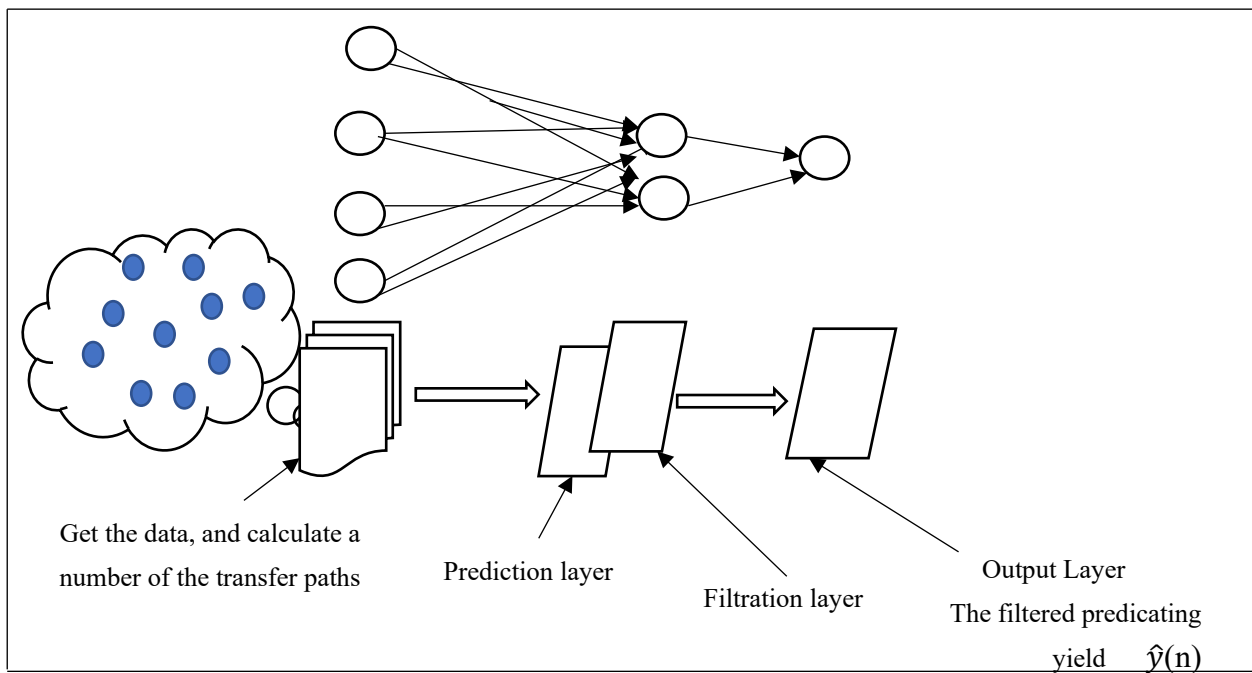 Get the data, and calculate a
number of the transfer paths
Prediction layer
Filtration layer
Output Layer
The filtered predicating
yield ŷ(n)